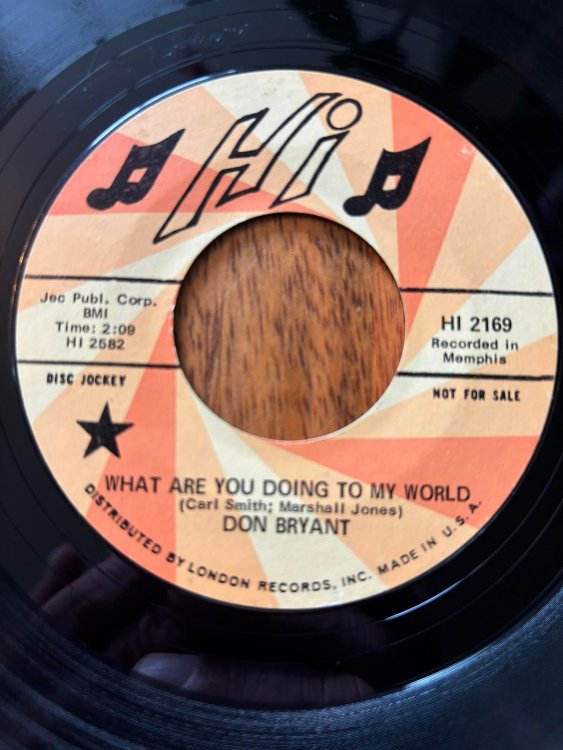 Hi
Jec Publ. Corp.
BMI
Time: 2:09
HI 2582
HI 2169
Recorded in
Memphis
DISC JOCKEY
NOT FOR SALE
WHAT ARE YOU DOING TO MY WORLD
(Carl Smith; Marshall Jones)
DON BRYANT
DISTRIBUTED BY LONDON RECORDS, INC. MADE IN U.S.A.